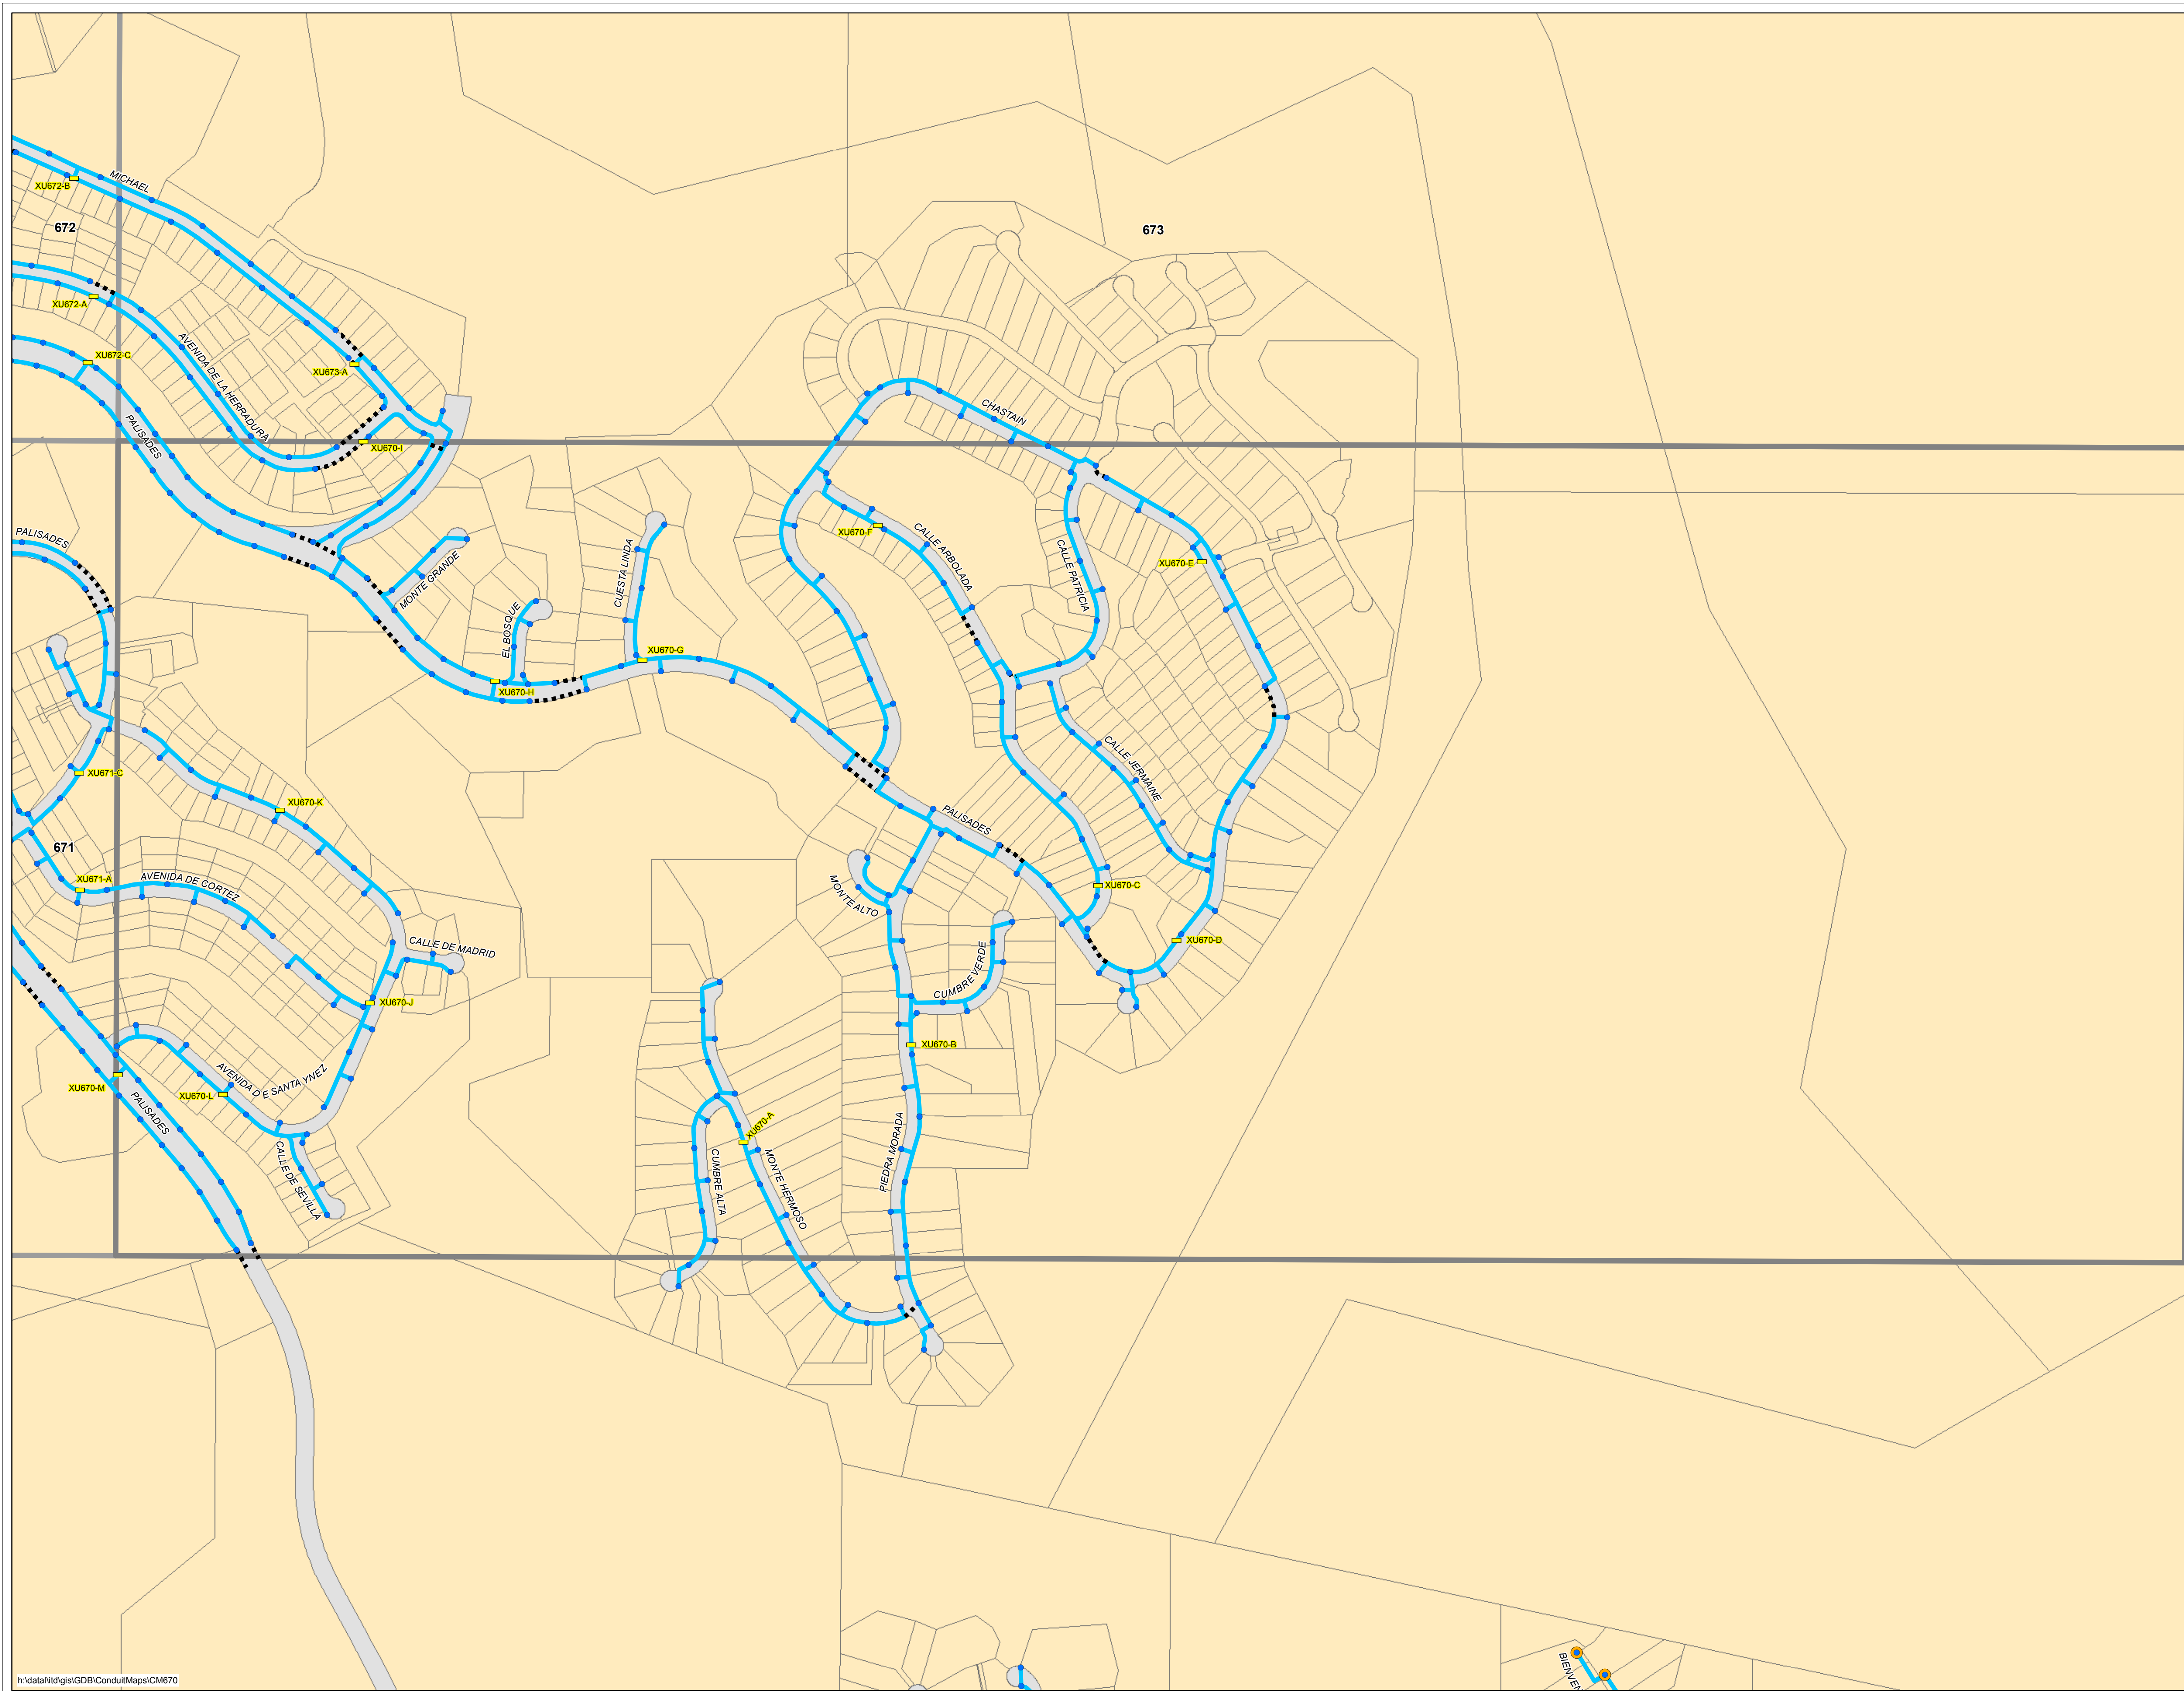 MICHAEL
XU672-B
672
673
XU672-A
XU672-C
AVENIDA DE LA HERRADURA
XU673-A
PALISADES
CHASTAIN
XU670-I
PALISADES
XU670-F
CALLE ARBOLADA
CALLE PATRICIA
XU670-E
MONTE GRANDE
CUESTA LINDA
EL BOSQUE
XU670-G
XU670-H
CALLE JERMAINE
XU671-C
XU670-K
PALISADES
671
XU671-A
AVENIDA DE CORTEZ
MONTE ALTO
XU670-C
CALLE DE MADRID
XU670-D
CUMBRE VERDE
XU670-J
XU670-B
XU670-M
XU670-L
AVENIDA D E SANTA YNEZ
PALISADES
XU670-A
CALLE DE SEVILLA
CUMBRE ALTA
MONTE HERMOSO
PIEDRA MORADA
BIENVEN
h:\data\itd\gis\GDB\ConduitMaps\CM670